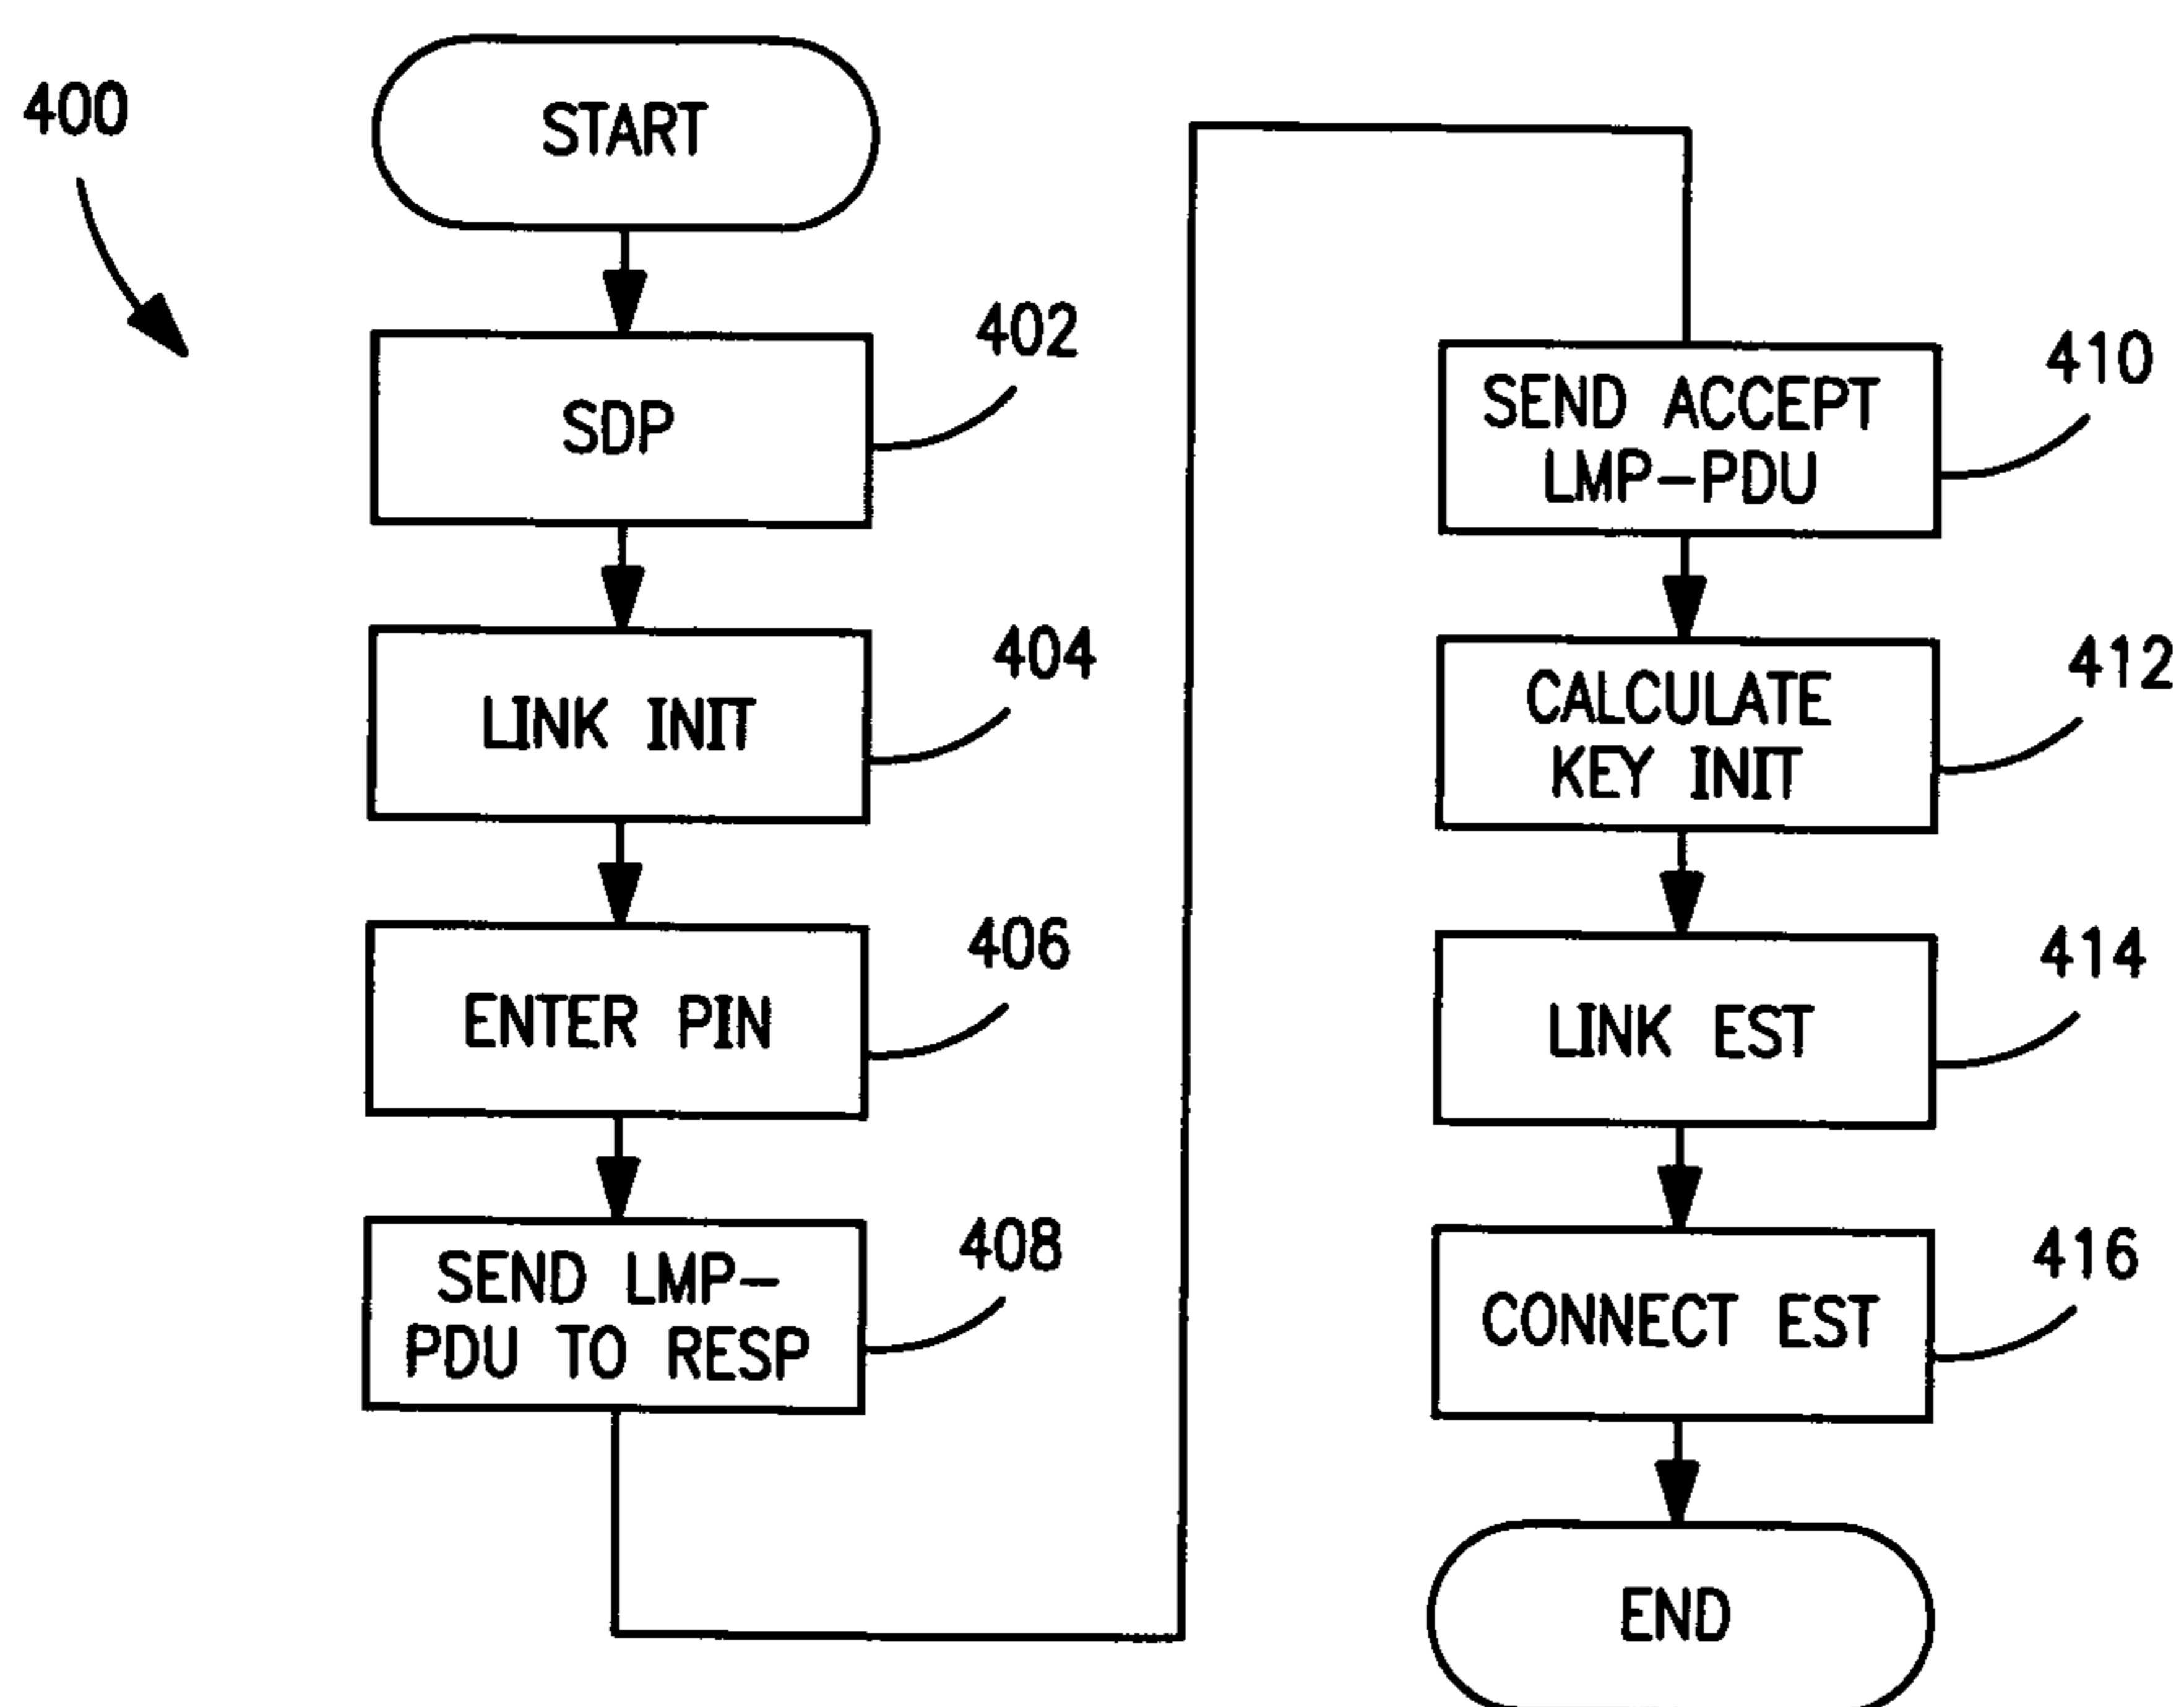 400
START
402
SDP
404
LINK INIT
406
ENTER PIN
408
SEND LMP-
PDU TO RESP
410
SEND ACCEPT
LMP-PDU
412
CALCULATE
KEY INIT
414
LINK EST
416
CONNECT EST
END